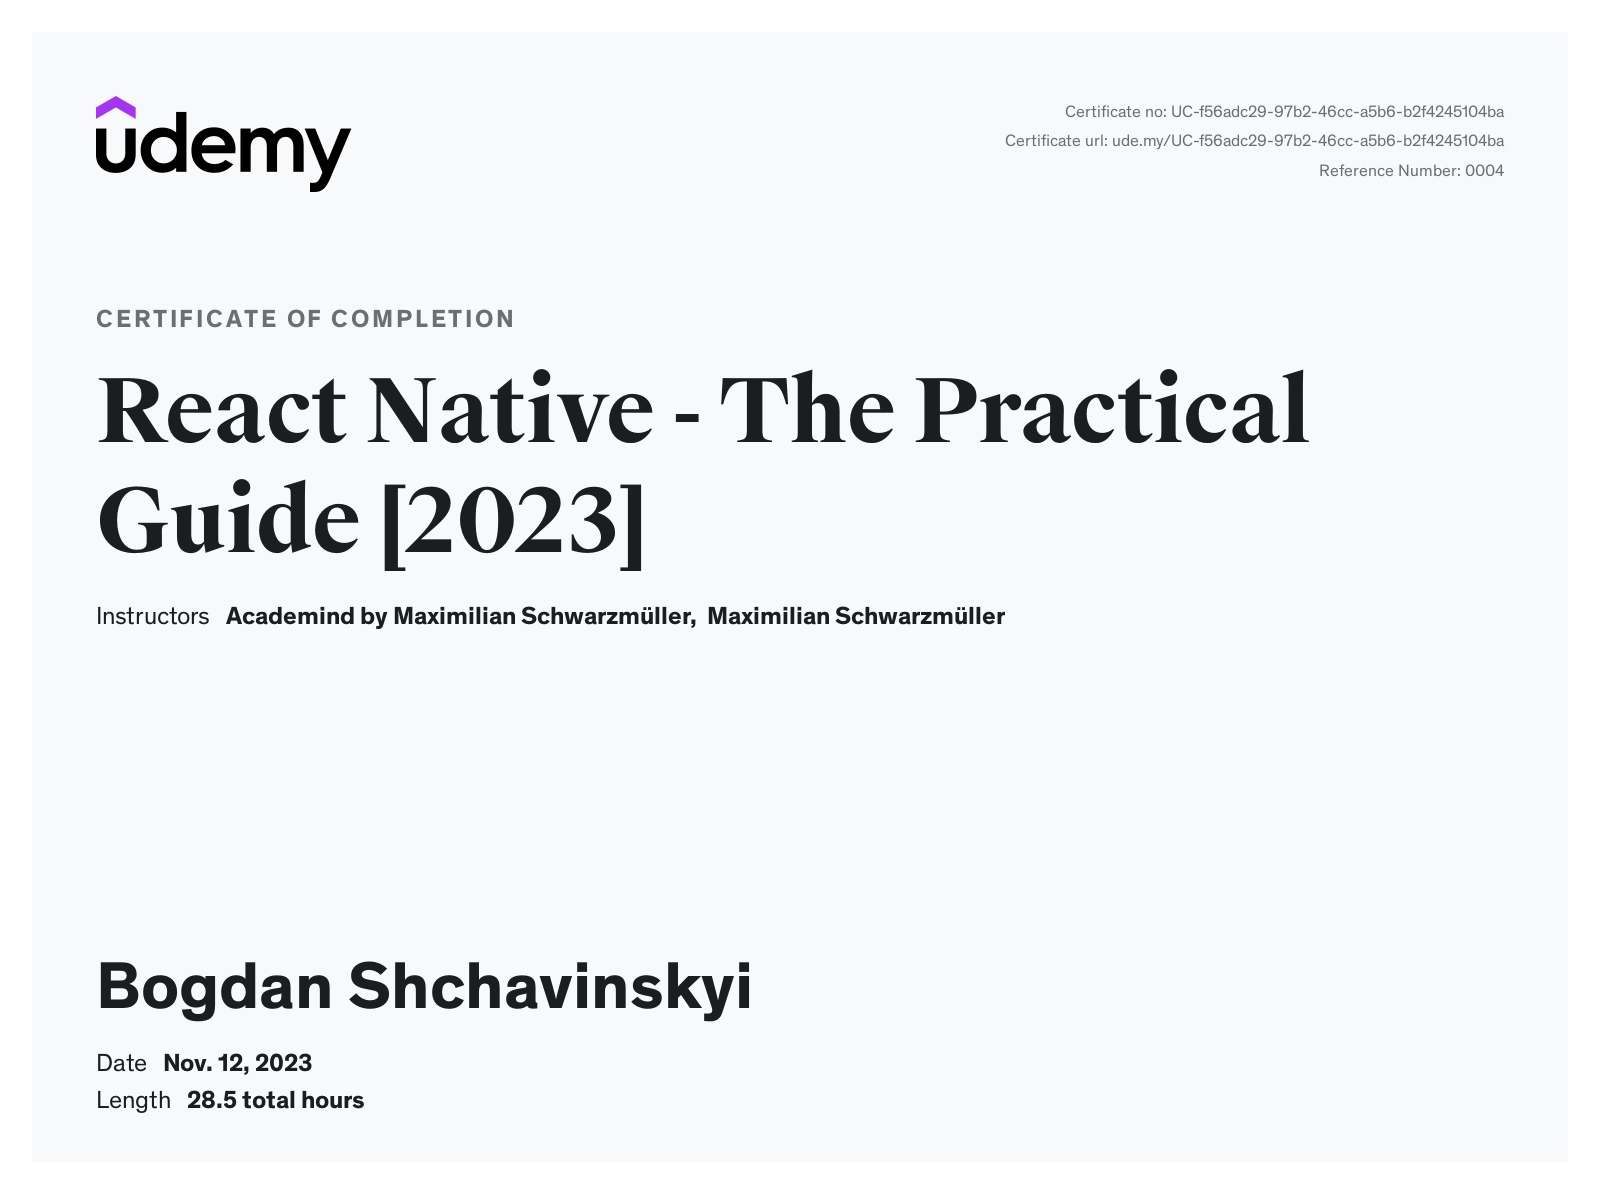 udemy
Certificate no: UC-f56adc29-97b2-46cc-a5b6-b2f4245104ba
Certificate url: ude.my/UC-f56adc29-97b2-46cc-a5b6-b2f4245104ba
Reference Number: 0004
CERTIFICATE OF COMPLETION
React Native - The Practical
Guide [2023]
Instructors Academind by Maximilian Schwarzmüller, Maximilian Schwarzmüller
Bogdan Shchavinskyi
Date Nov. 12, 2023
Length 28.5 total hours